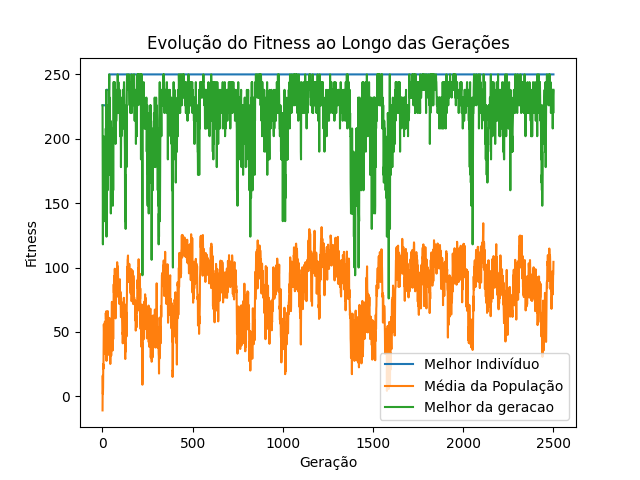 Evolução do Fitness ao Longo das Gerações
Fitness
250
200
150
100
50
0
0
500
1000
1500
2000
2500
Geração
Melhor Indivíduo
Média da População
Melhor da geracao